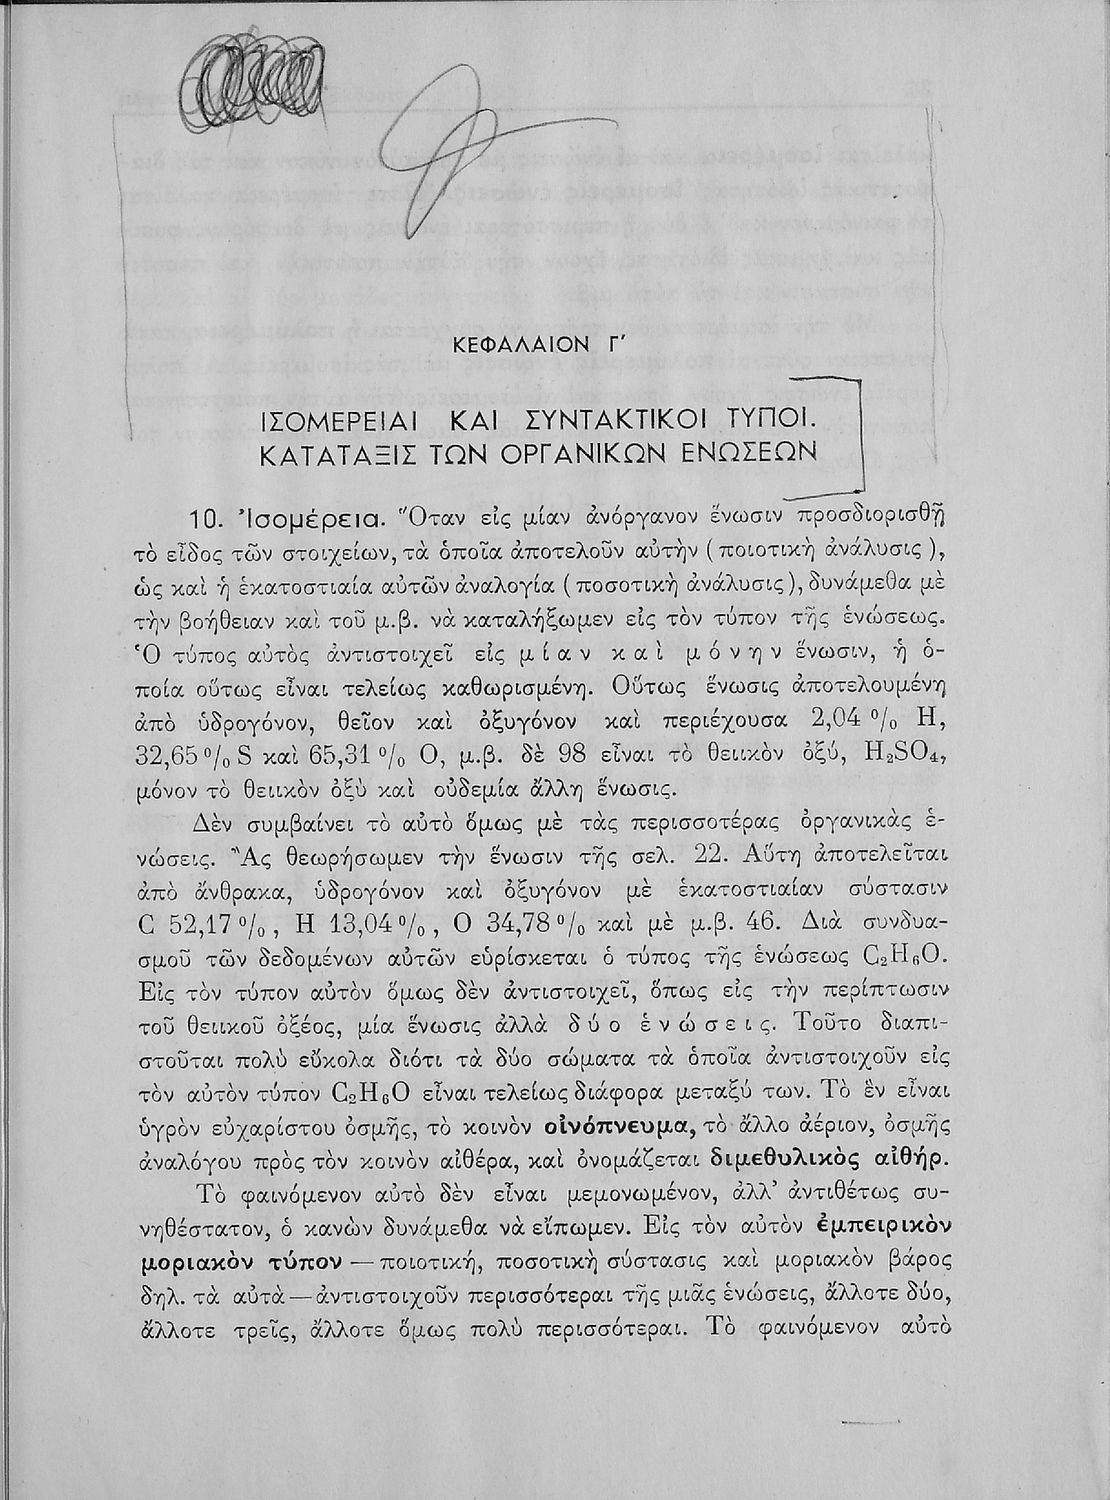 ΚΕΦΑΛΑΙΟΝ Γ′
ΙΣΟΜΕΡΕΙΑΙ ΚΑΙ ΣΥΝΤΑΚΤΙΚΟΙ ΤΥΠΟΙ.
ΚΑΤΑΤΑΞΙΣ ΤΩΝ ΟΡΓΑΝΙΚΩΝ ΕΝΩΣΕΩΝ
10. Ἰσομέρεια. Ὅταν εἰς μίαν ἀνόργανον ἕνωσιν προσδιορισθῇ
τὸ εἶδος τῶν στοιχείων, τὰ ὁποῖα ἀποτελοῦν αὐτὴν ( ποιοτικὴ ἀνάλυσις ),
ὡς καὶ ἡ ἑκατοστιαία αὐτῶν ἀναλογία ( ποσοτικὴ ἀνάλυσις ), δυνάμεθα μὲ
τὴν βοήθειαν καὶ τοῦ μ.β. νὰ καταλήξωμεν εἰς τὸν τύπον τῆς ἑνώσεως.
Ὁ τύπος αὐτὸς ἀντιστοιχεῖ εἰς μίαν καὶ μόνην ἕνωσιν, ἡ ὁ-
ποία οὕτως εἶναι τελείως καθωρισμένη. Οὕτως ἕνωσις ἀποτελουμένη
ἀπὸ ὑδρογόνον, θεῖον καὶ ὀξυγόνον καὶ περιέχουσα 2,04 % H,
32,65 % S καὶ 65,31 % O, μ.β. δὲ 98 εἶναι τὸ θειικὸν ὀξύ, H₂SO₄,
μόνον τὸ θειικὸν ὀξὺ καὶ οὐδεμία ἄλλη ἕνωσις.
Δὲν συμβαίνει τὸ αὐτὸ ὅμως μὲ τὰς περισσοτέρας ὀργανικὰς ἑ-
νώσεις. Ἂς θεωρήσωμεν τὴν ἕνωσιν τῆς σελ. 22. Αὕτη ἀποτελεῖται
ἀπὸ ἄνθρακα, ὑδρογόνον καὶ ὀξυγόνον μὲ ἑκατοστιαίαν σύστασιν
C 52,17 %, H 13,04 %, O 34,78 % καὶ μὲ μ.β. 46. Διὰ συνδυα-
σμοῦ τῶν δεδομένων αὐτῶν εὑρίσκεται ὁ τύπος τῆς ἑνώσεως C₂H₆O.
Εἰς τὸν τύπον αὐτὸν ὅμως δὲν ἀντιστοιχεῖ, ὅπως εἰς τὴν περίπτωσιν
τοῦ θειικοῦ ὀξέος, μία ἕνωσις ἀλλὰ δύο ἑνώσεις. Τοῦτο διαπι-
στοῦται πολὺ εὔκολα διότι τὰ δύο σώματα τὰ ὁποῖα ἀντιστοιχοῦν εἰς
τὸν αὐτὸν τύπον C₂H₆O εἶναι τελείως διάφορα μεταξύ των. Τὸ ἓν εἶναι
ὑγρὸν εὐχαρίστου ὀσμῆς, τὸ κοινὸν οἰνόπνευμα, τὸ ἄλλο ἀέριον, ὀσμῆς
ἀναλόγου πρὸς τὸν κοινὸν αἰθέρα, καὶ ὀνομάζεται διμεθυλικὸς αἰθήρ.
Τὸ φαινόμενον αὐτὸ δὲν εἶναι μεμονωμένον, ἀλλ’ ἀντιθέτως συ-
νηθέστατον, ὁ κανὼν δυνάμεθα νὰ εἴπωμεν. Εἰς τὸν αὐτὸν ἐμπειρικὸν
μοριακὸν τύπον — ποιοτική, ποσοτικὴ σύστασις καὶ μοριακὸν βάρος
δηλ. τὰ αὐτὰ — ἀντιστοιχοῦν περισσότεραι τῆς μιᾶς ἑνώσεις, ἄλλοτε δύο,
ἄλλοτε τρεῖς, ἄλλοτε ὅμως πολὺ περισσότεραι. Τὸ φαινόμενον αὐτὸ